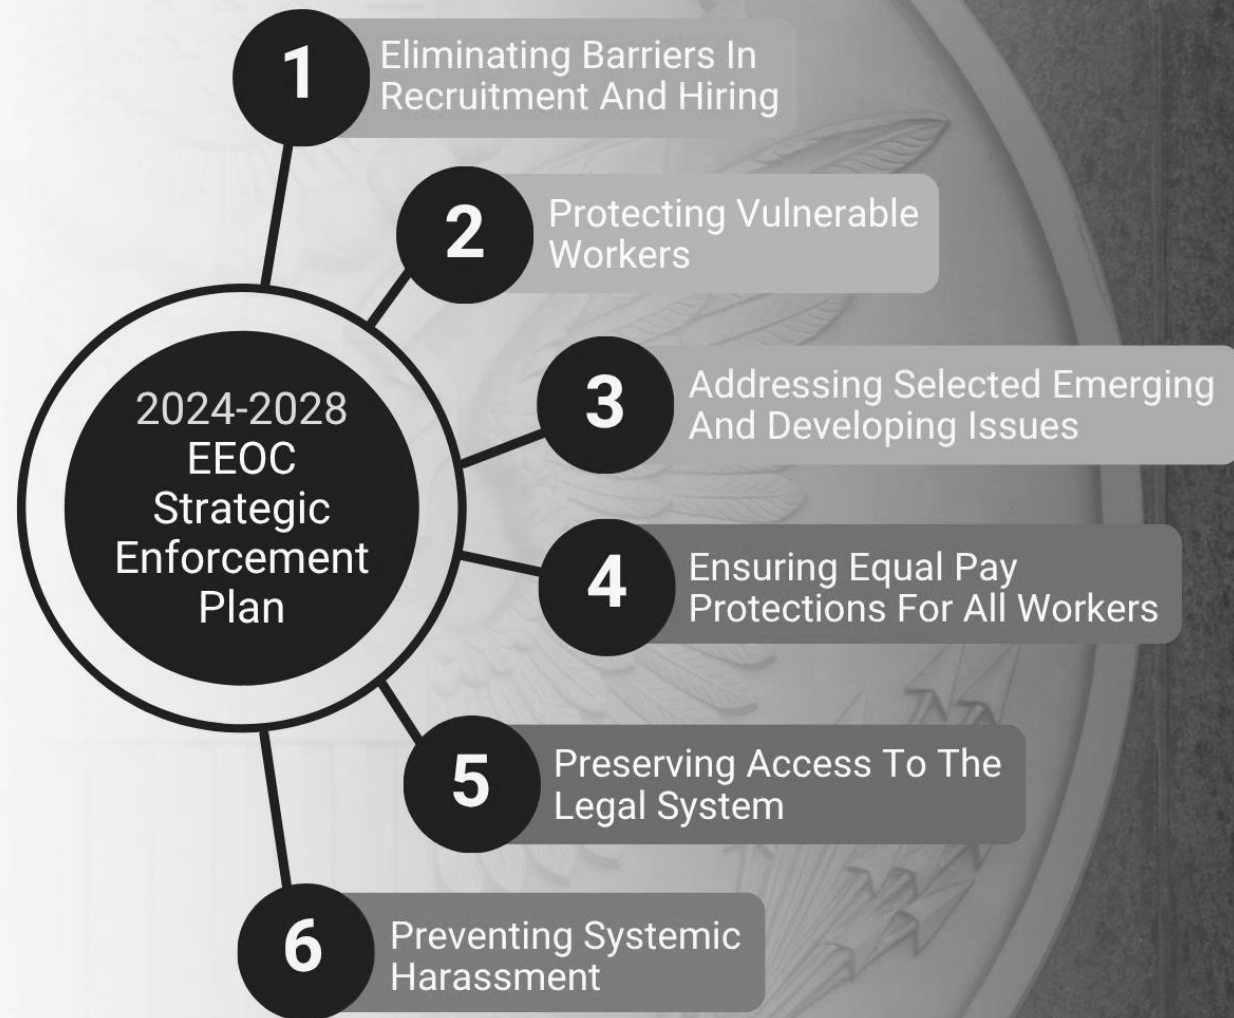 2024-2028
EEOC
Strategic
Enforcement
Plan
1
Eliminating Barriers In
Recruitment And Hiring
2
Protecting Vulnerable
Workers
3
Addressing Selected Emerging
And Developing Issues
4
Ensuring Equal Pay
Protections For All Workers
5
Preserving Access To The
Legal System
6
Preventing Systemic
Harassment